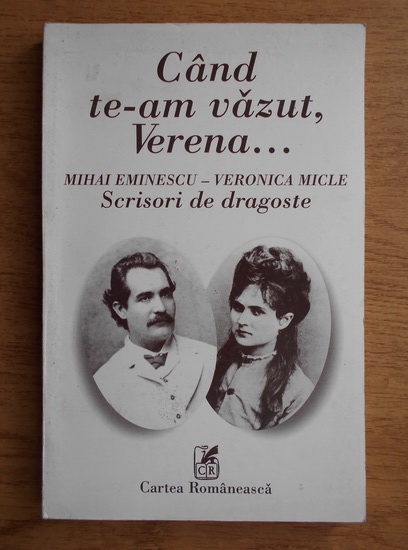 Când
te-am văzut,
Verena...
MIHAI EMINESCU – VERONICA MICLE
Scrisori de dragoste
CR
Cartea Românească